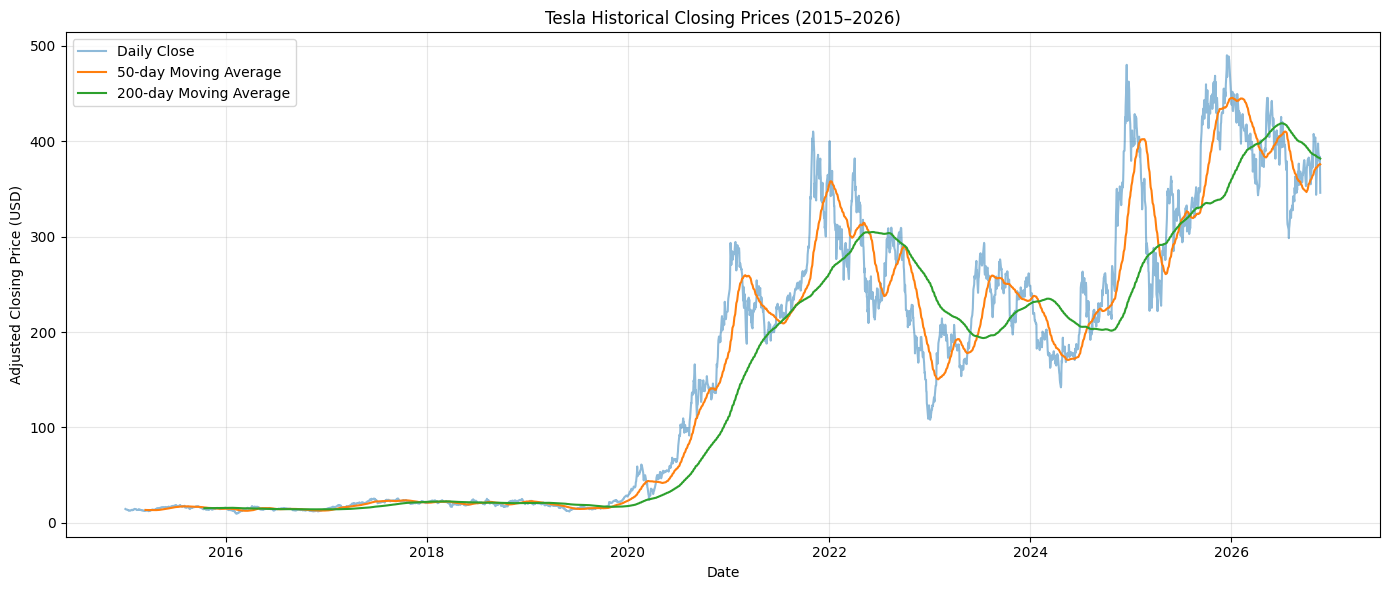 Tesla Historical Closing Prices (2015–2026)
Daily Close
50-day Moving Average
200-day Moving Average
Adjusted Closing Price (USD)
500
400
300
200
100
0
2016
2018
2020
2022
2024
2026
Date